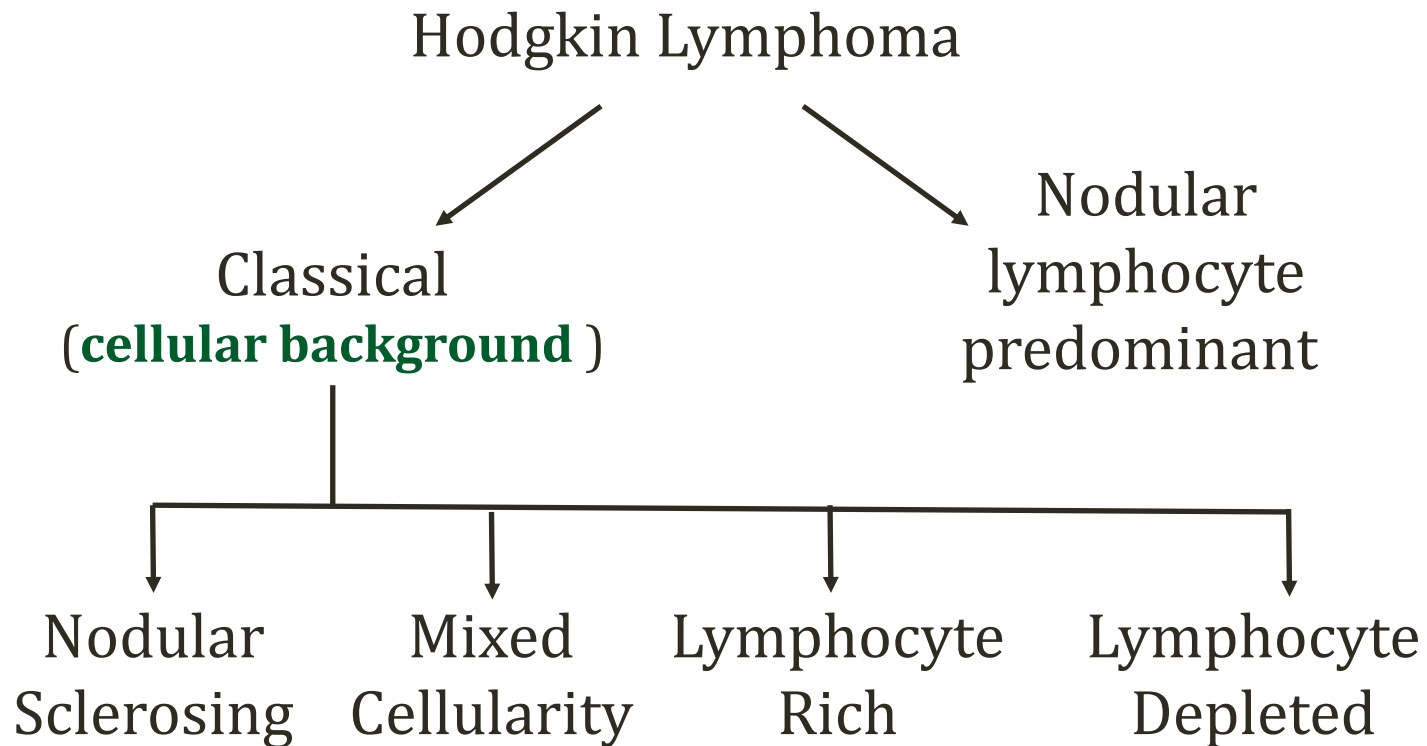 Hodgkin Lymphoma
Classical
(cellular background )
Nodular
lymphocyte
predominant
Nodular
Sclerosing
Mixed
Cellularity
Lymphocyte
Rich
Lymphocyte
Depleted